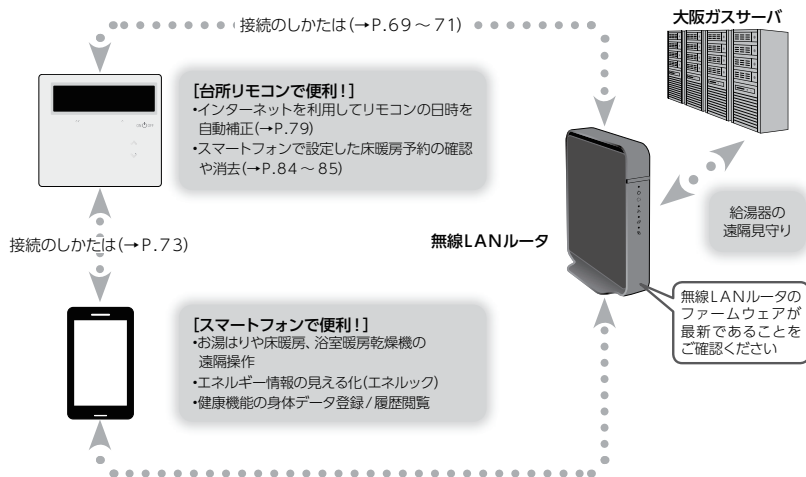 接続のしかたは(→P.69～71)
大阪ガスサーバ
[台所リモコンで便利!]
•インターネットを利用してリモコンの日時を
自動補正(→P.79)
•スマートフォンで設定した床暖房予約の確認
や消去(→P.84～85)
給湯器の
遠隔見守り
無線LANルータ
接続のしかたは(→P.73)
無線LANルータの
ファームウェアが
最新であることを
ご確認ください
[スマートフォンで便利!]
•お湯はりや床暖房、浴室暖房乾燥機の
遠隔操作
•エネルギー情報の見える化(エネルック)
•健康機能の身体データ登録/履歴閲覧